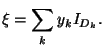 ξ = ∑_k y_k I_{D_k}.